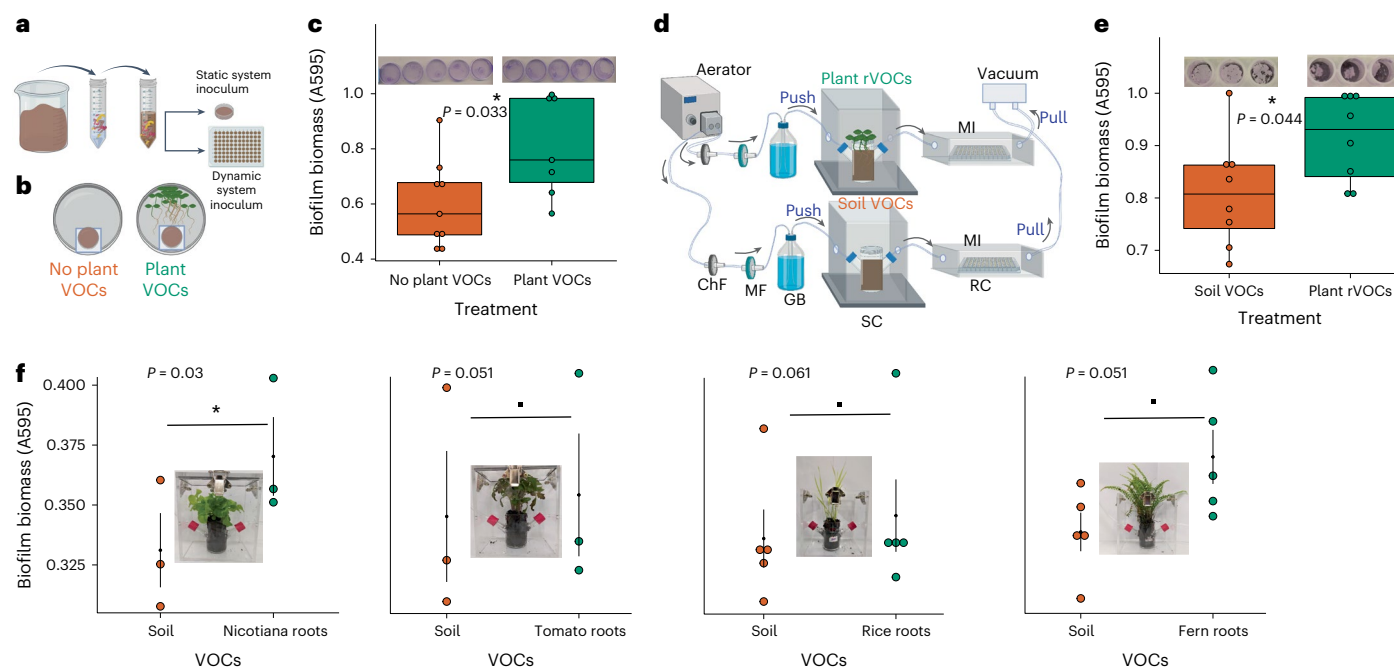 a
Static system
inoculum
Dynamic
system
inoculum
b
No plant
VOCs
Plant
VOCs
c
Biofilm biomass (A595)
1.0
0.8
0.6
0.4
*
P = 0.033
No plant VOCs
Plant VOCs
Treatment
d
Aerator
Plant rVOCs
Vacuum
Push
MI
Pull
Soil VOCs
Push
MI
Pull
ChF
MF
GB
SC
RC
e
Biofilm biomass (A595)
1.0
0.9
0.8
0.7
*
P = 0.044
Soil VOCs
Plant rVOCs
Treatment
f
Biofilm biomass (A595)
0.400
0.375
0.350
0.325
P = 0.03
*
Soil
Nicotiana roots
VOCs
P = 0.051
Soil
Tomato roots
VOCs
P = 0.061
Soil
Rice roots
VOCs
P = 0.051
Soil
Fern roots
VOCs